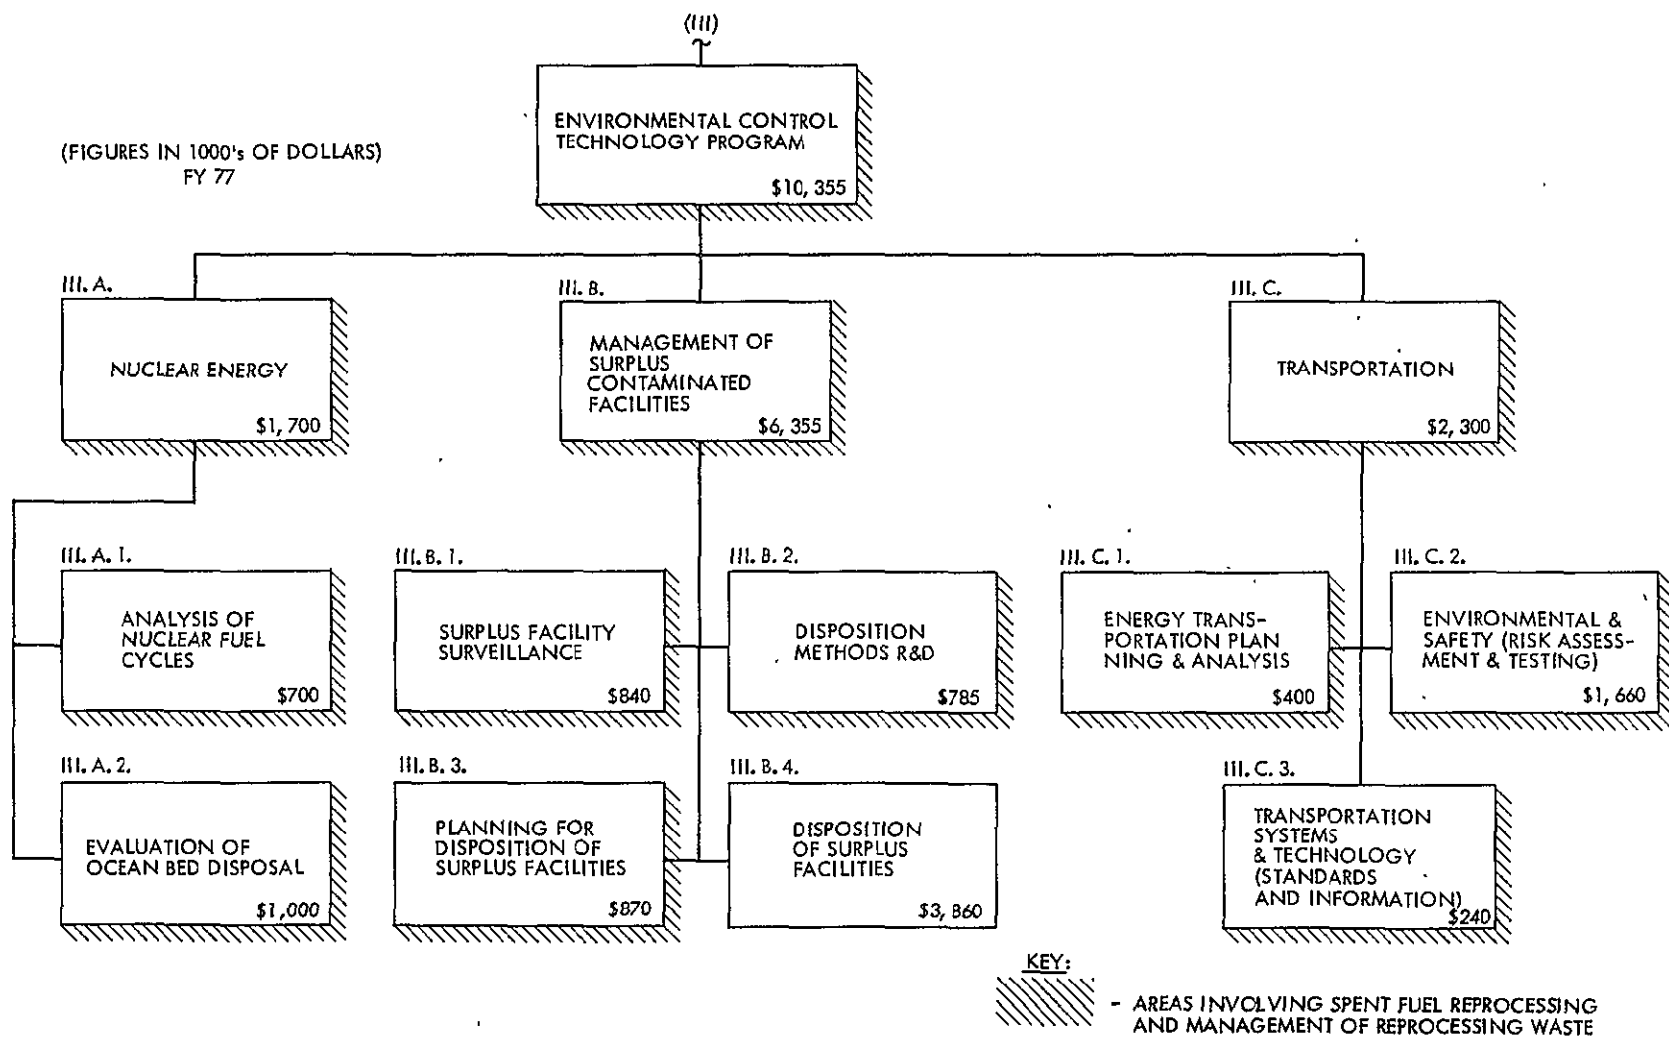 (III)
ENVIRONMENTAL CONTROL
TECHNOLOGY PROGRAM
$10, 355
(FIGURES IN 1000's OF DOLLARS)
FY 77
III. A.
NUCLEAR ENERGY
$1, 700
III. B.
MANAGEMENT OF
SURPLUS
CONTAMINATED
FACILITIES
$6, 355
III. C.
TRANSPORTATION
$2, 300
III. A. 1.
ANALYSIS OF
NUCLEAR FUEL
CYCLES
$700
III. B. 1.
SURPLUS FACILITY
SURVEILLANCE
$840
III. B. 2.
DISPOSITION
METHODS R&D
$785
III. C. 1.
ENERGY TRANS-
PORTATION PLAN
NING & ANALYSIS
$400
III. C. 2.
ENVIRONMENTAL &
SAFETY (RISK ASSESS-
MENT & TESTING)
$1, 660
III. A. 2.
EVALUATION OF
OCEAN BED DISPOSAL
$1,000
III. B. 3.
PLANNING FOR
DISPOSITION OF
SURPLUS FACILITIES
$870
III. B. 4.
DISPOSITION
OF SURPLUS
FACILITIES
$3, 860
III. C. 3.
TRANSPORTATION
SYSTEMS
& TECHNOLOGY
(STANDARDS
AND INFORMATION)
$240
KEY:
- AREAS INVOLVING SPENT FUEL REPROCESSING
AND MANAGEMENT OF REPROCESSING WASTE